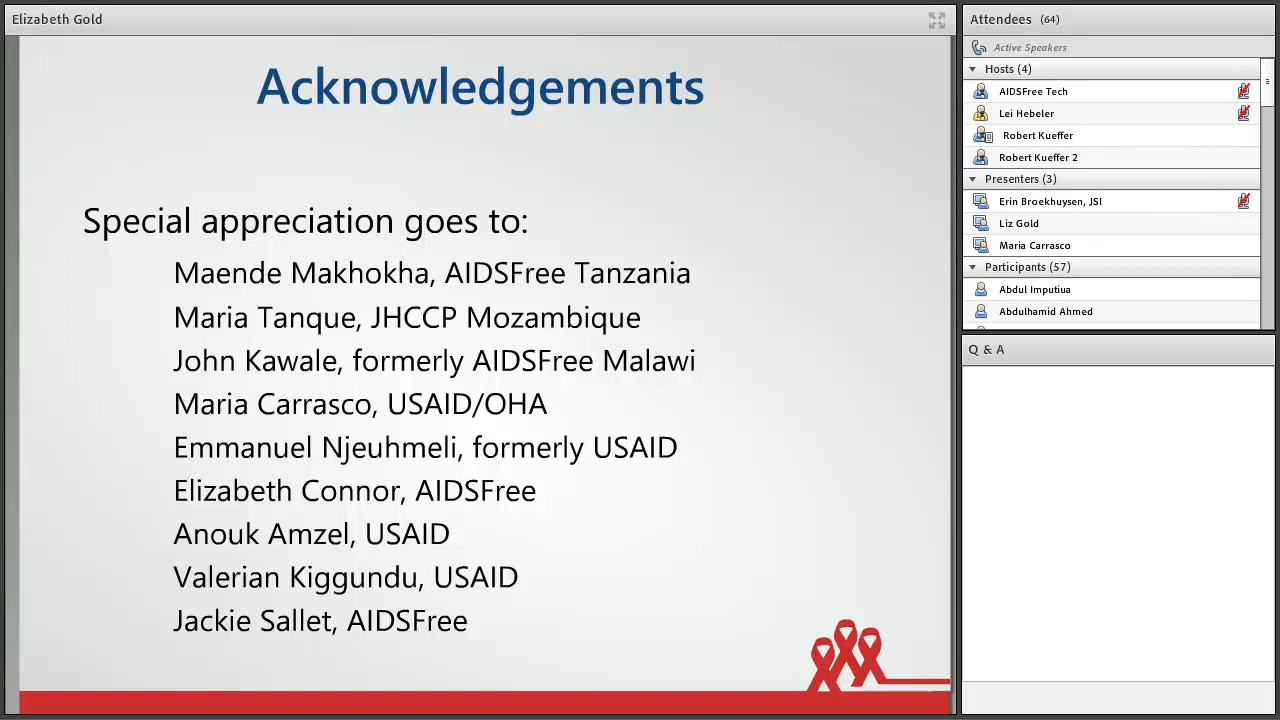 Elizabeth Gold
Acknowledgements
Special appreciation goes to:
Maende Makhokha, AIDSFree Tanzania
Maria Tanque, JHCCP Mozambique
John Kawale, formerly AIDSFree Malawi
Maria Carrasco, USAID/OHA
Emmanuel Njeuhmeli, formerly USAID
Elizabeth Connor, AIDSFree
Anouk Amzel, USAID
Valerian Kiggundu, USAID
Jackie Sallet, AIDSFree
Attendees (64)
Active Speakers
Hosts (4)
AIDSFree Tech
Lei Hebeler
Robert Kueffer
Robert Kueffer 2
Presenters (3)
Erin Broekhuysen, JSI
Liz Gold
Maria Carrasco
Participants (57)
Abdul Imputiua
Abdulhamid Ahmed
Q & A